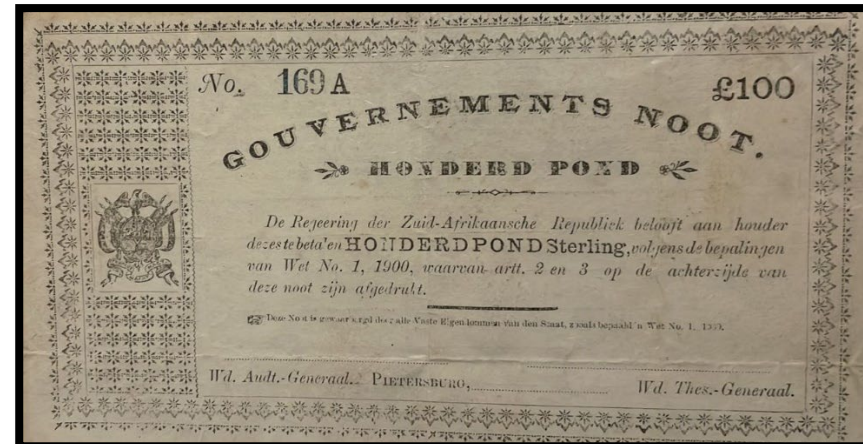 No. 169 A £100
GOUVERNEMENTS NOOT.
HONDERD POND
De Regeering der Zuid-Afrikaansche Republiek belooft aan houder
dezes te beta'en HONDERD POND Sterling, volgens de bepalingen
van Wet No. 1, 1900, waarvan artt. 2 en 3 op de achterzijde van
deze noot zijn afgedrukt.
Deze Noot is gewaarborgd door alle Vaste Eigendommen van den Staat, zooals bepaald in Wet No. 1, 1900.
Wd. Audt.-Generaal. PIETERSBURG, Wd. Thes.-Generaal.